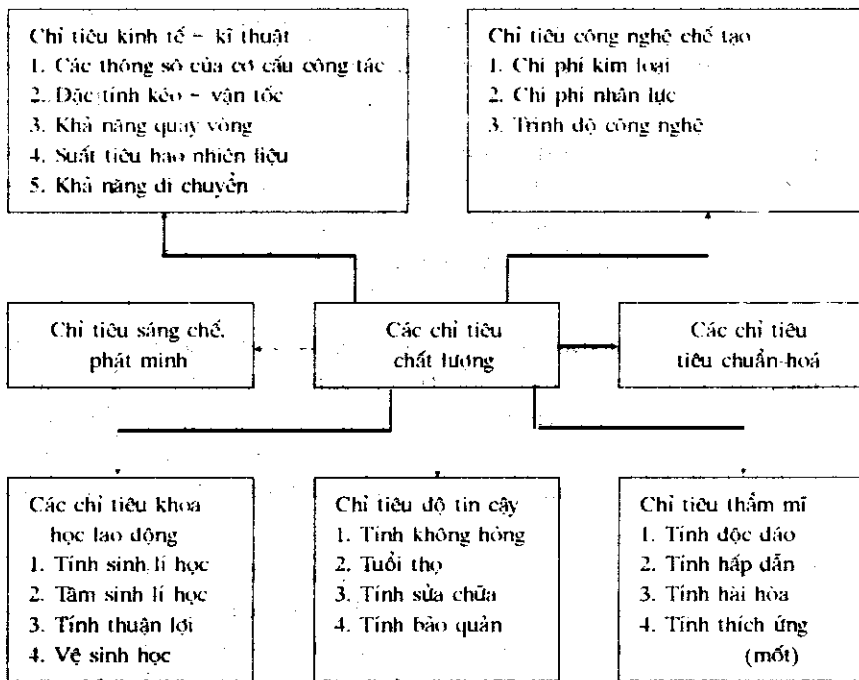 Chỉ tiêu kinh tế – kĩ thuật
1. Các thông số của cơ cấu công tác
2. Đặc tính kéo – vận tốc
3. Khả năng quay vòng
4. Suất tiêu hao nhiên liệu
5. Khả năng di chuyển
Chỉ tiêu công nghệ chế tạo
1. Chi phí kim loại
2. Chi phí nhân lực
3. Trình độ công nghệ
Chỉ tiêu sáng chế,
phát minh
Các chỉ tiêu
chất lượng
Các chỉ tiêu
tiêu chuẩn hoá
Các chỉ tiêu khoa
học lao động
1. Tính sinh lí học
2. Tâm sinh lí học
3. Tính thuận lợi
4. Vệ sinh học
Chỉ tiêu độ tin cậy
1. Tính không hỏng
2. Tuổi thọ
3. Tính sửa chữa
4. Tính bảo quản
Chỉ tiêu thẩm mĩ
1. Tính độc đáo
2. Tính hấp dẫn
3. Tính hài hòa
4. Tính thích ứng
(mốt)